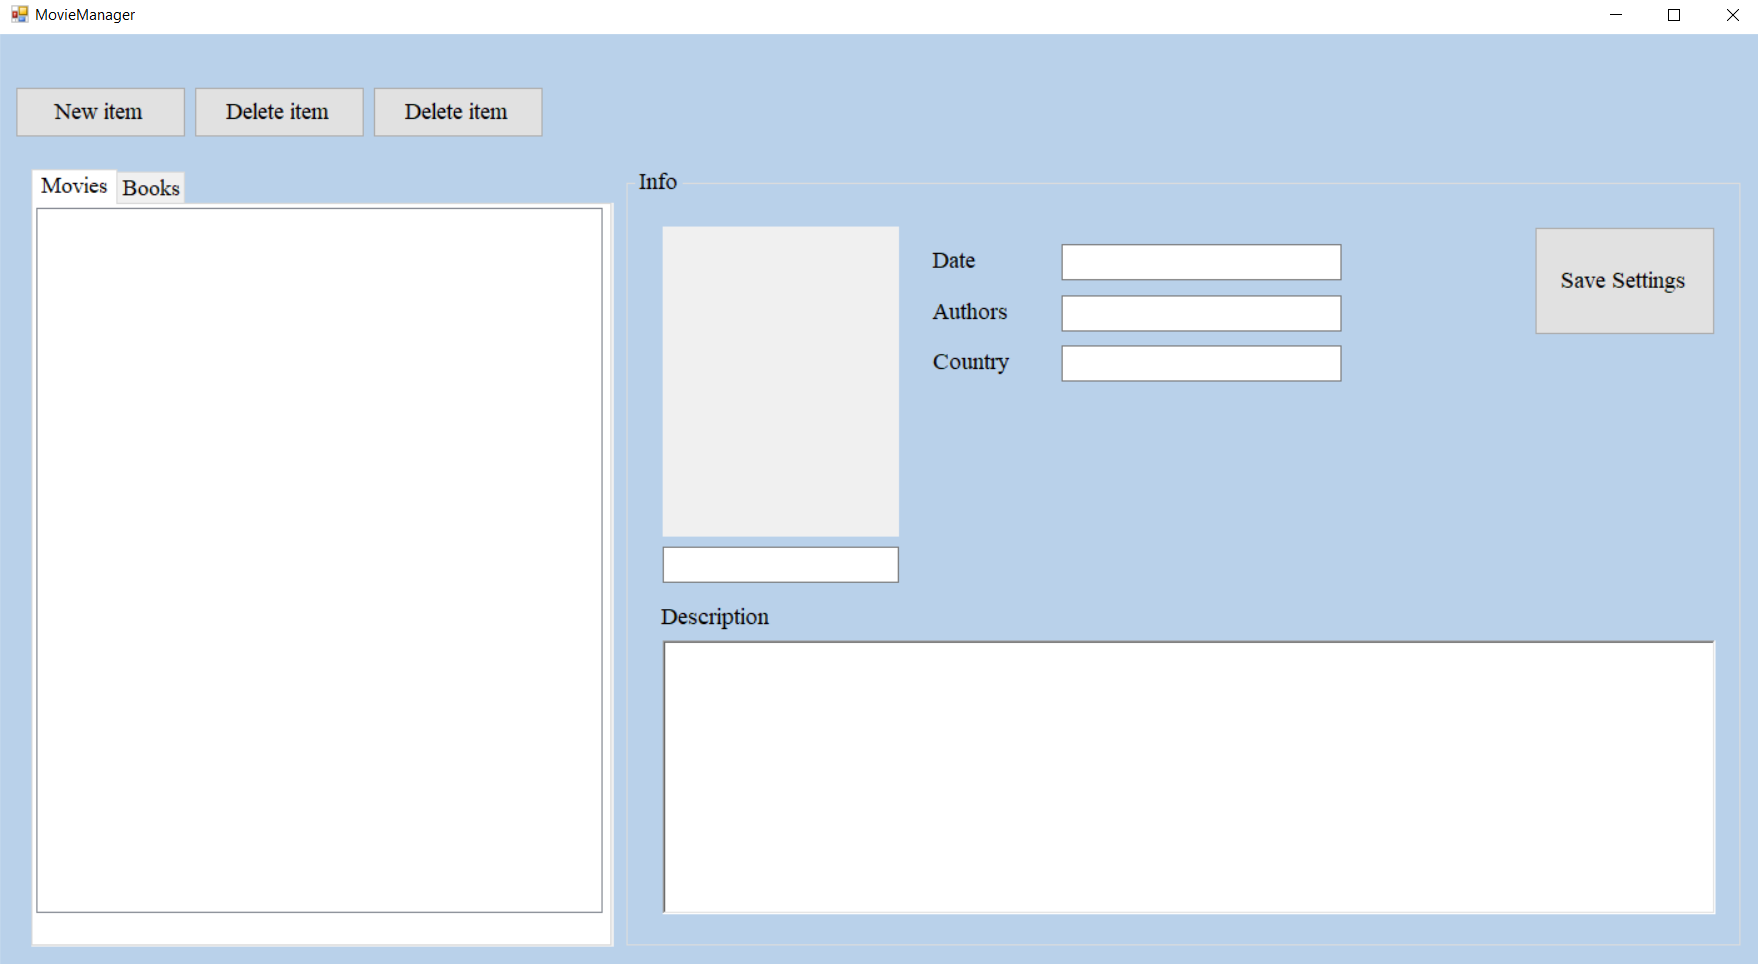 MovieManager
New item
Delete item
Delete item
Movies
Books
Info
Date
Save Settings
Authors
Country
Description